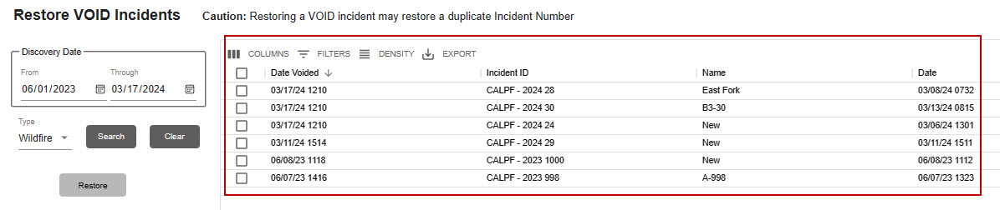 Restore VOID Incidents Caution: Restoring a VOID incident may restore a duplicate Incident Number
Discovery Date
From Through
06/01/2023 03/17/2024
Type
Wildfire Search Clear
Restore
COLUMNS FILTERS DENSITY EXPORT
Date Voided Incident ID Name Date
03/17/24 1210 CALPF - 2024 28 East Fork 03/08/24 0732
03/17/24 1210 CALPF - 2024 30 B3-30 03/13/24 0815
03/17/24 1210 CALPF - 2024 24 New 03/06/24 1301
03/11/24 1514 CALPF - 2024 29 New 03/11/24 1511
06/08/23 1118 CALPF - 2023 1000 New 06/08/23 1112
06/07/23 1416 CALPF - 2023 998 A-998 06/07/23 1323